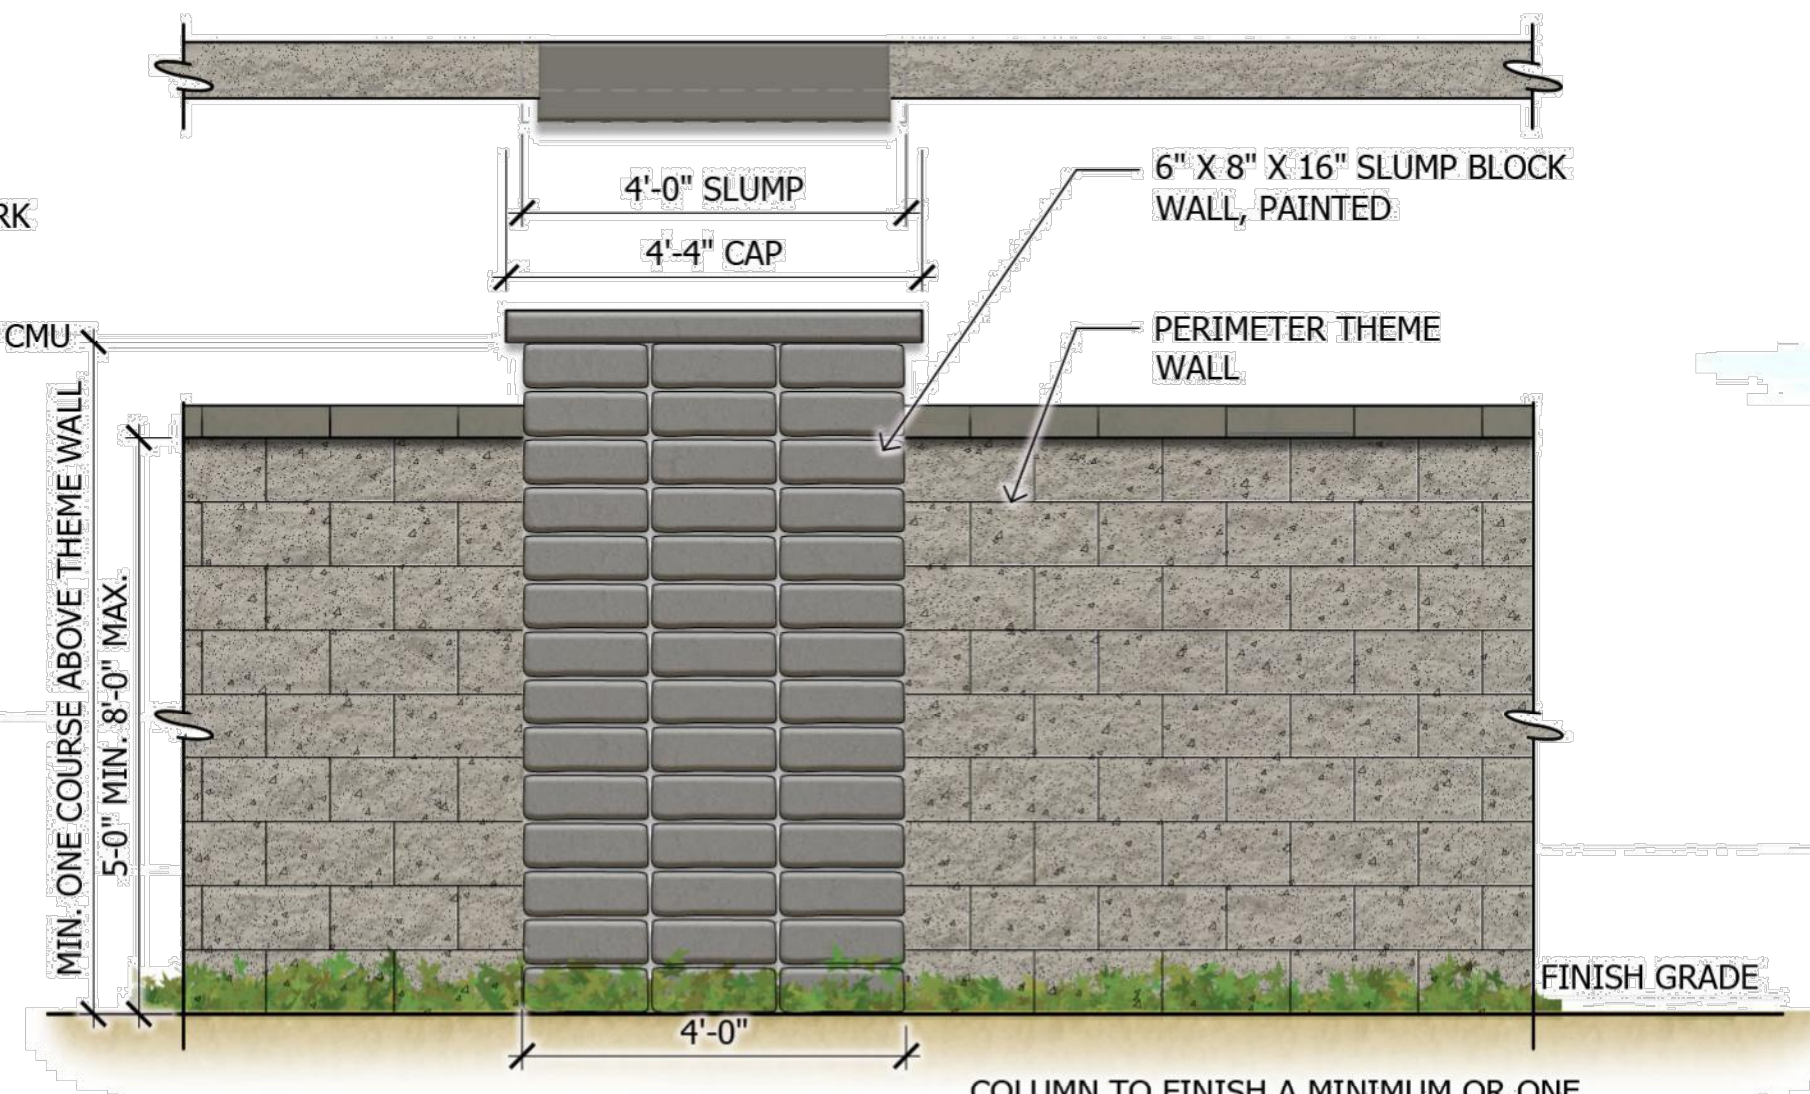 4'-0" SLUMP
4'-4" CAP
6" X 8" X 16" SLUMP BLOCK
WALL, PAINTED
RK
CMU
PERIMETER THEME
WALL
MIN. ONE COURSE ABOVE THEME WALL
5'-0" MIN. 8'-0" MAX.
FINISH GRADE
4'-0"
COLUMN TO FINISH A MINIMUM OR ONE